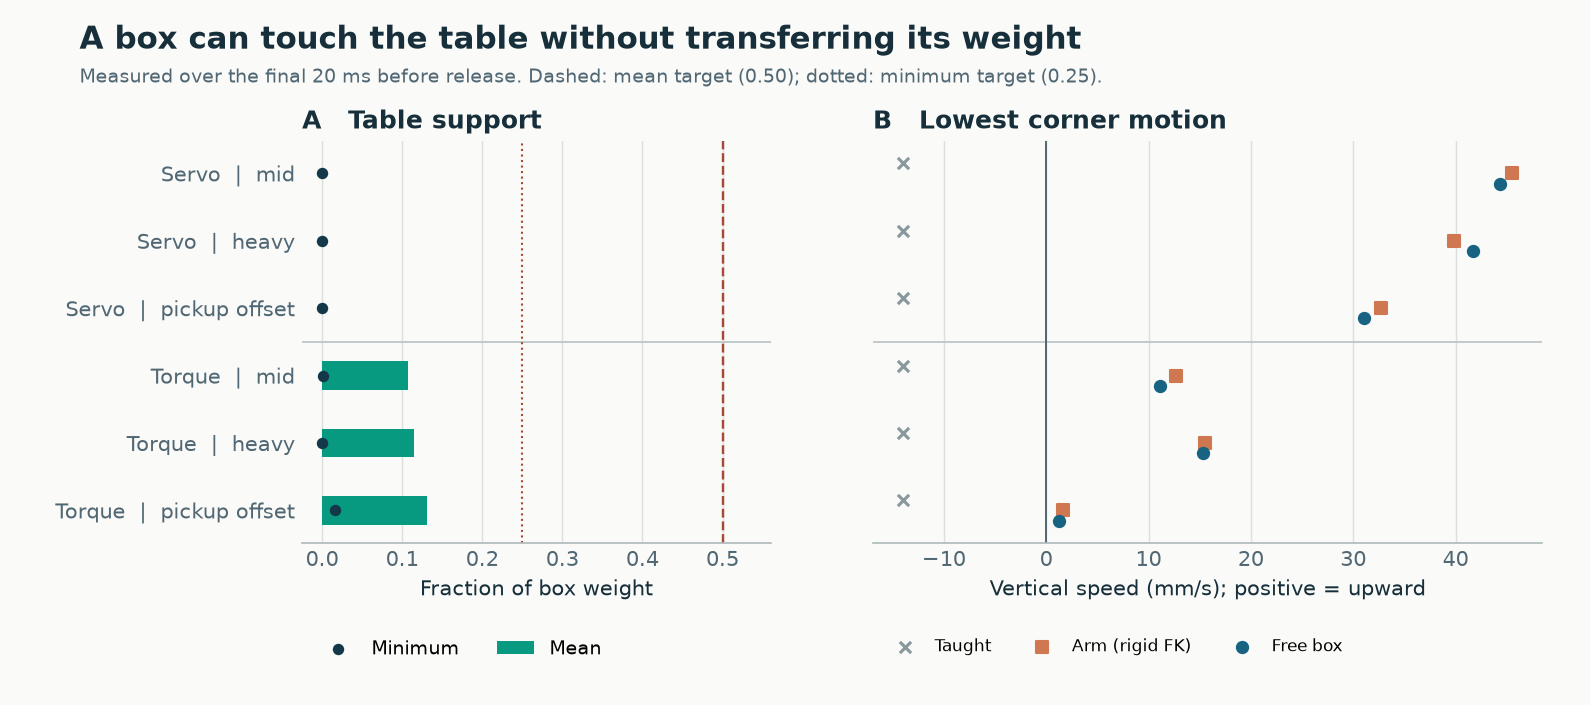 A box can touch the table without transferring its weight
Measured over the final 20 ms before release. Dashed: mean target (0.50); dotted: minimum target (0.25).
A Table support
Servo | mid
Servo | heavy
Servo | pickup offset
Torque | mid
Torque | heavy
Torque | pickup offset
0.0 0.1 0.2 0.3 0.4 0.5
Fraction of box weight
Minimum Mean
B Lowest corner motion
−10 0 10 20 30 40
Vertical speed (mm/s); positive = upward
Taught Arm (rigid FK) Free box